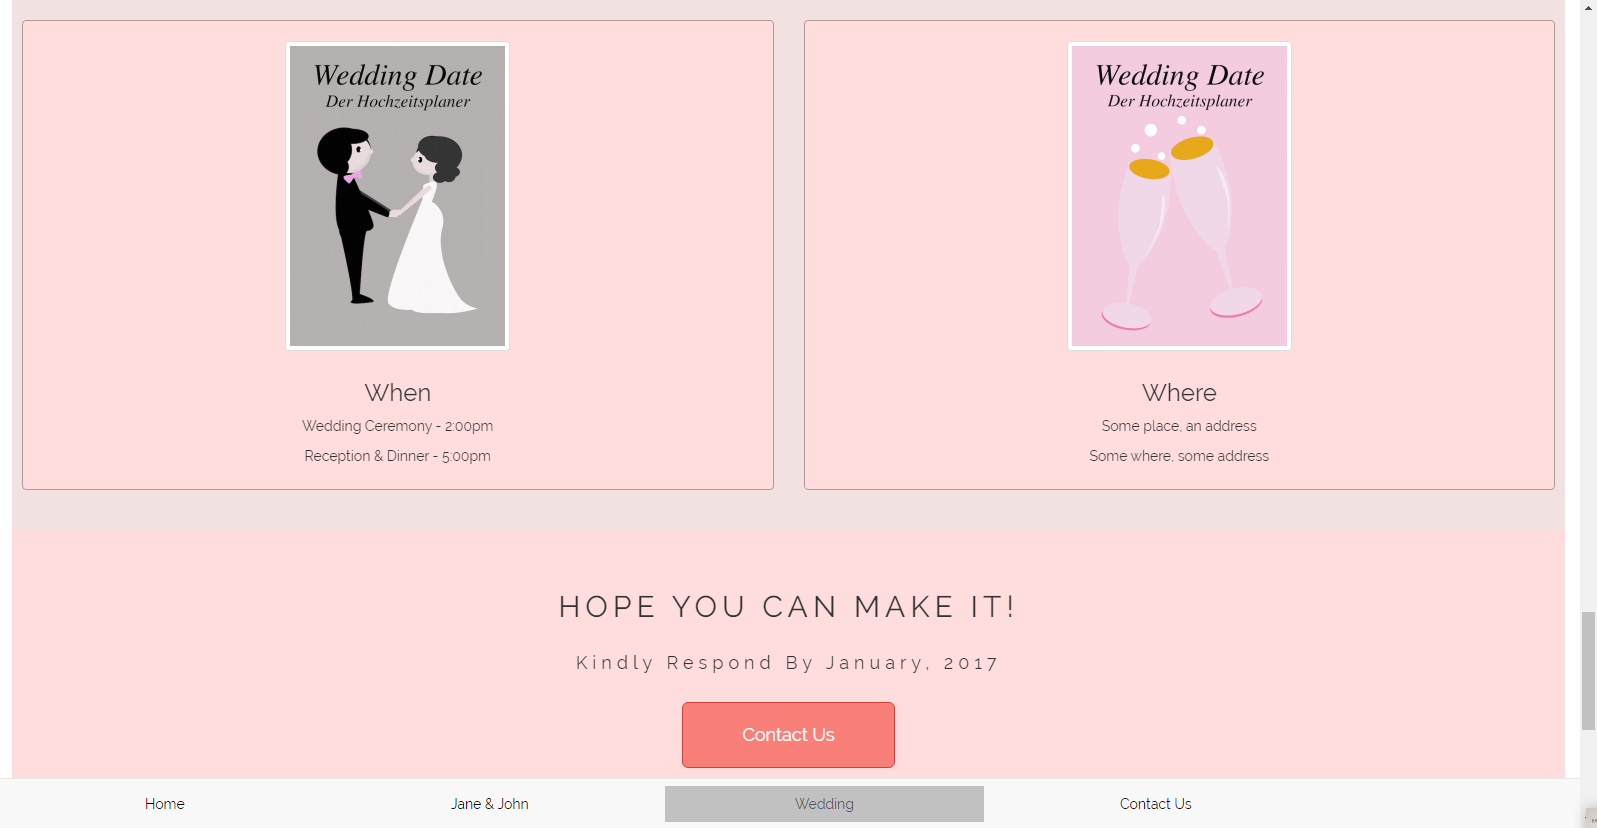 Wedding Date
Der Hochzeitsplaner
When
Wedding Ceremony - 2:00pm
Reception & Dinner - 5:00pm
Wedding Date
Der Hochzeitsplaner
Where
Some place, an address
Some where, some address
HOPE YOU CAN MAKE IT!
Kindly Respond By January, 2017
Contact Us
Home
Jane & John
Wedding
Contact Us